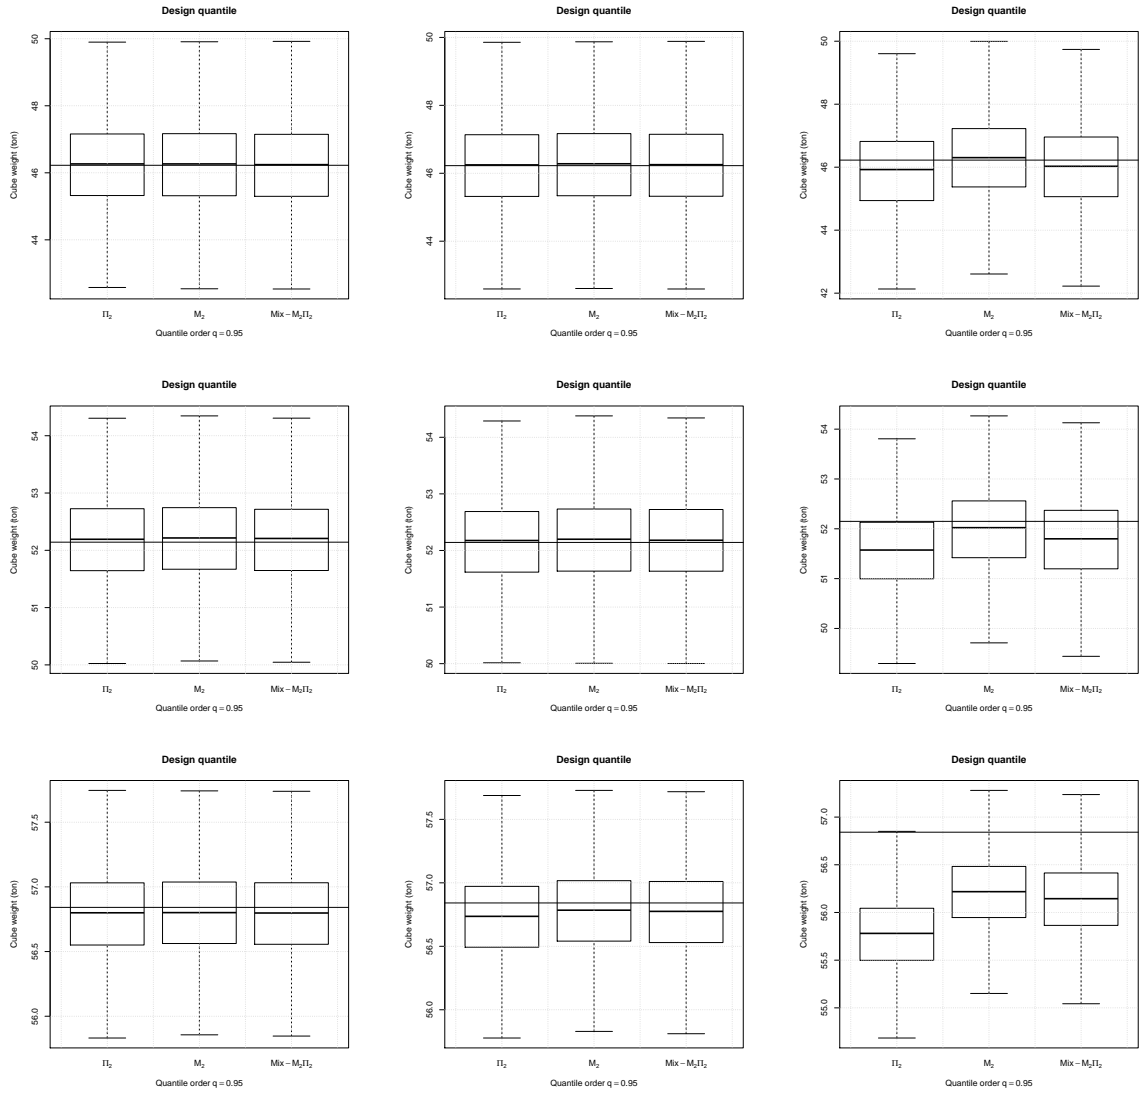 Design quantile
Cube weight (ton)
50
48
46
44
Π₂
M₂
Mix − M₂Π₂
Quantile order q = 0.95
Design quantile
Cube weight (ton)
50
48
46
44
Π₂
M₂
Mix − M₂Π₂
Quantile order q = 0.95
Design quantile
Cube weight (ton)
50
48
46
44
42
Π₂
M₂
Mix − M₂Π₂
Quantile order q = 0.95
Design quantile
Cube weight (ton)
54
53
52
51
50
Π₂
M₂
Mix − M₂Π₂
Quantile order q = 0.95
Design quantile
Cube weight (ton)
54
53
52
51
50
Π₂
M₂
Mix − M₂Π₂
Quantile order q = 0.95
Design quantile
Cube weight (ton)
54
53
52
51
50
Π₂
M₂
Mix − M₂Π₂
Quantile order q = 0.95
Design quantile
Cube weight (ton)
57.5
57.0
56.5
56.0
Π₂
M₂
Mix − M₂Π₂
Quantile order q = 0.95
Design quantile
Cube weight (ton)
57.5
57.0
56.5
56.0
Π₂
M₂
Mix − M₂Π₂
Quantile order q = 0.95
Design quantile
Cube weight (ton)
57.0
56.5
56.0
55.5
55.0
Π₂
M₂
Mix − M₂Π₂
Quantile order q = 0.95